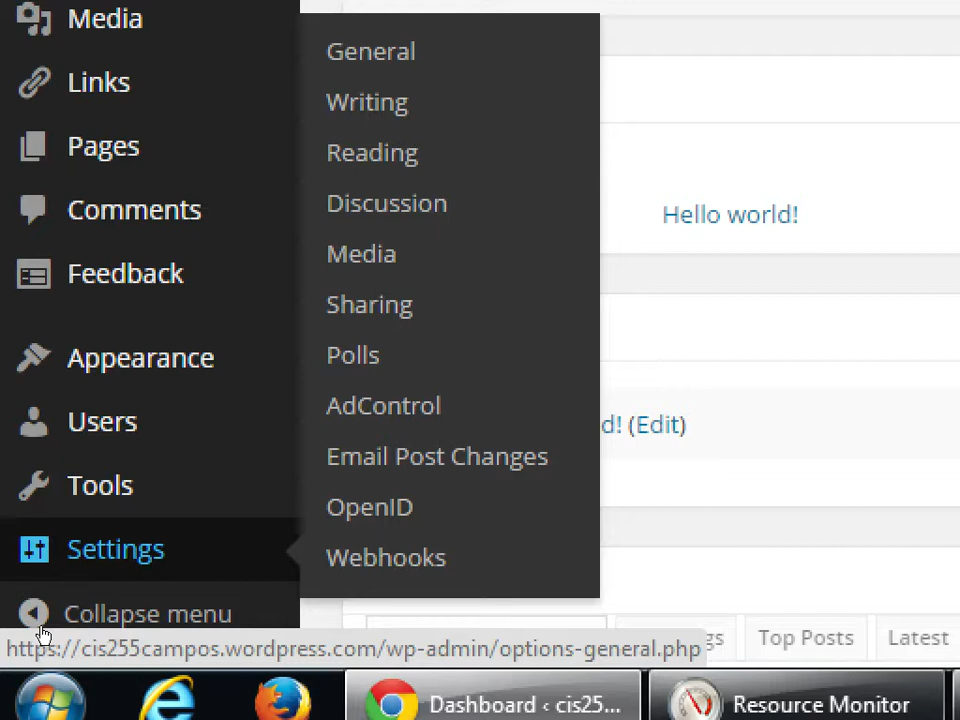 Media
Links
Pages
Comments
Feedback
Appearance
Users
Tools
Settings
Collapse menu
General
Writing
Reading
Discussion
Media
Sharing
Polls
AdControl
Email Post Changes
OpenID
Webhooks
Hello world!
d! (Edit)
gs
Top Posts
Latest
https://cis255campos.wordpress.com/wp-admin/options-general.php
Dashboard ‹ cis25...
Resource Monitor